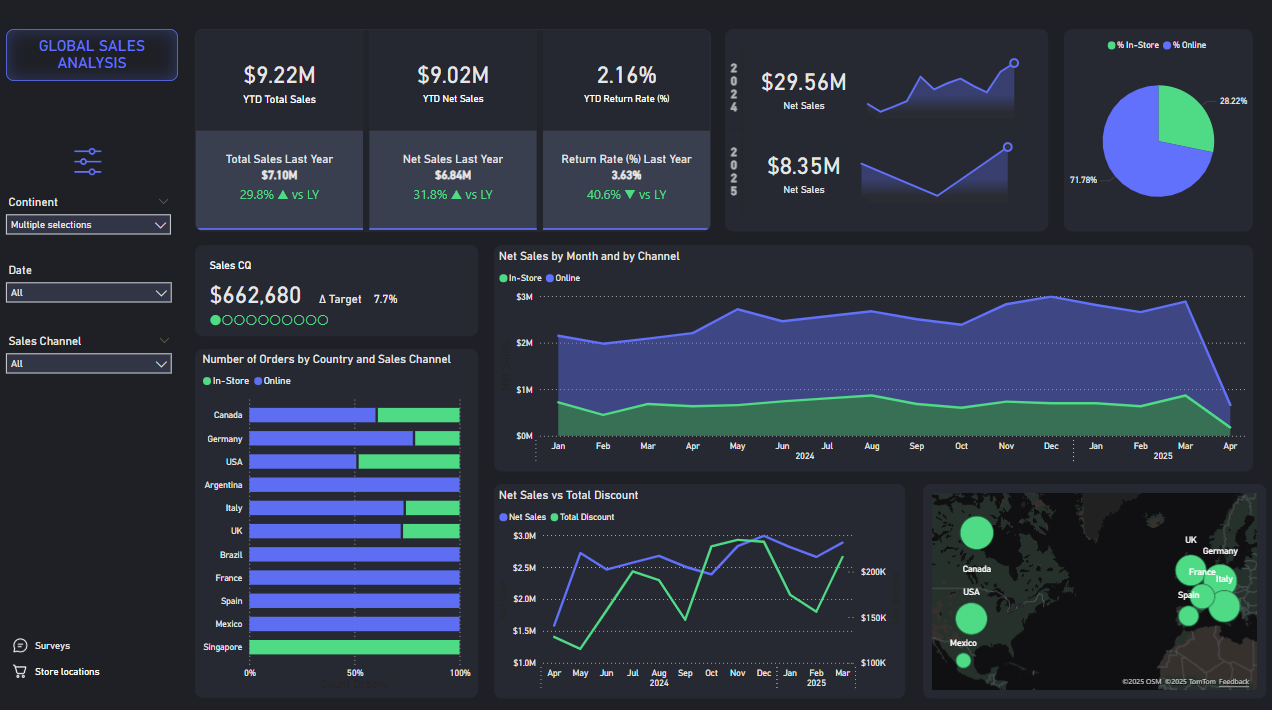 GLOBAL SALES
ANALYSIS
Continent
Multiple selections
Date
All
Sales Channel
All
Surveys
Store locations
$9.22M
YTD Total Sales
$9.02M
YTD Net Sales
2.16%
YTD Return Rate (%)
Total Sales Last Year
$7.10M
29.8% ▲ vs LY
Net Sales Last Year
$6.84M
31.8% ▲ vs LY
Return Rate (%) Last Year
3.63%
40.6% ▼ vs LY
2024
$29.56M
Net Sales
2025
$8.35M
Net Sales
% In-Store % Online
28.22%
71.78%
Sales CQ
$662,680 Δ Target 7.7%
Number of Orders by Country and Sales Channel
In-Store Online
Canada
Germany
USA
Argentina
Italy
UK
Brazil
France
Spain
Mexico
Singapore
0% 50% 100%
Net Sales by Month and by Channel
In-Store Online
$3M
$2M
$1M
$0M
Jan Feb Mar Apr May Jun Jul Aug Sep Oct Nov Dec Jan Feb Mar Apr
2024 2025
Net Sales vs Total Discount
Net Sales Total Discount
$3.0M
$2.5M
$2.0M
$1.5M
$1.0M
$200K
$150K
$100K
Apr May Jun Jul Aug Sep Oct Nov Dec Jan Feb Mar
2024 2025
UK
Germany
Canada
France
Italy
USA
Spain
Mexico
©2025 OSM ©2025 TomTom Feedback